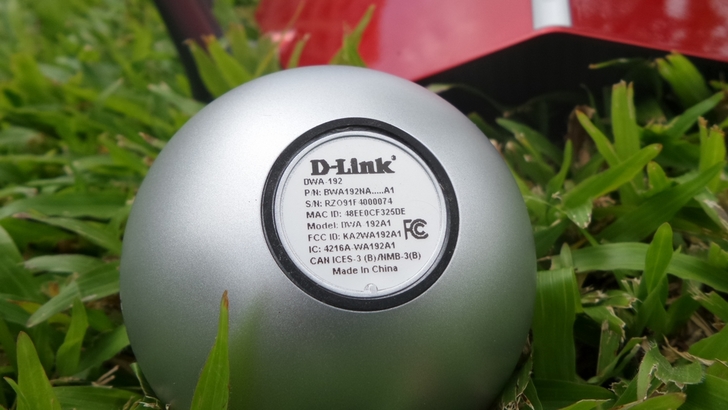 D-Link
DWA-192
P/N: BWA192NA.....A1
S/N: RZO91F4000074
MAC ID: 48EE0CF325DE
Model: DWA 192A1
FCC ID: KA2WA192A1
FC
IC: 4216A-WA192A1
CAN ICES-3 (B)/NMB-3(B)
Made In China